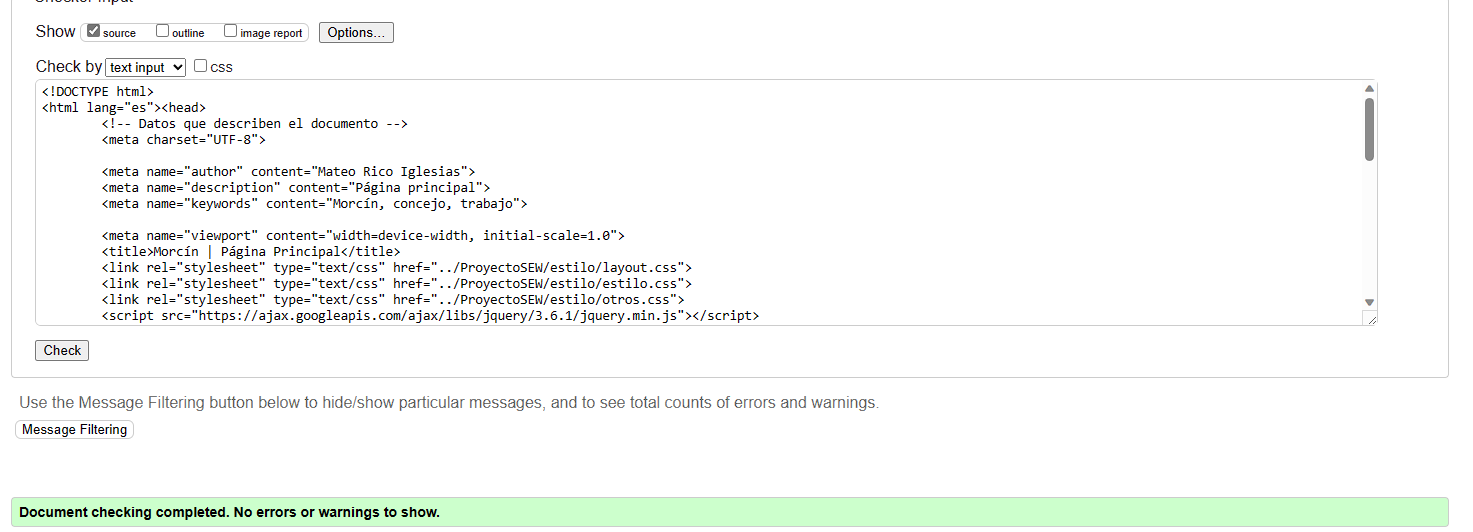 Checker Input
Show source outline image report Options...
Check by text input css
<!DOCTYPE html>
<html lang="es"><head>
<!-- Datos que describen el documento -->
<meta charset="UTF-8">
<meta name="author" content="Mateo Rico Iglesias">
<meta name="description" content="Página principal">
<meta name="keywords" content="Morcín, concejo, trabajo">
<meta name="viewport" content="width=device-width, initial-scale=1.0">
<title>Morcín | Página Principal</title>
<link rel="stylesheet" type="text/css" href="../ProyectoSEW/estilo/layout.css">
<link rel="stylesheet" type="text/css" href="../ProyectoSEW/estilo/estilo.css">
<link rel="stylesheet" type="text/css" href="../ProyectoSEW/estilo/otros.css">
<script src="https://ajax.googleapis.com/ajax/libs/jquery/3.6.1/jquery.min.js"></script>
Check
Use the Message Filtering button below to hide/show particular messages, and to see total counts of errors and warnings.
Message Filtering
Document checking completed. No errors or warnings to show.